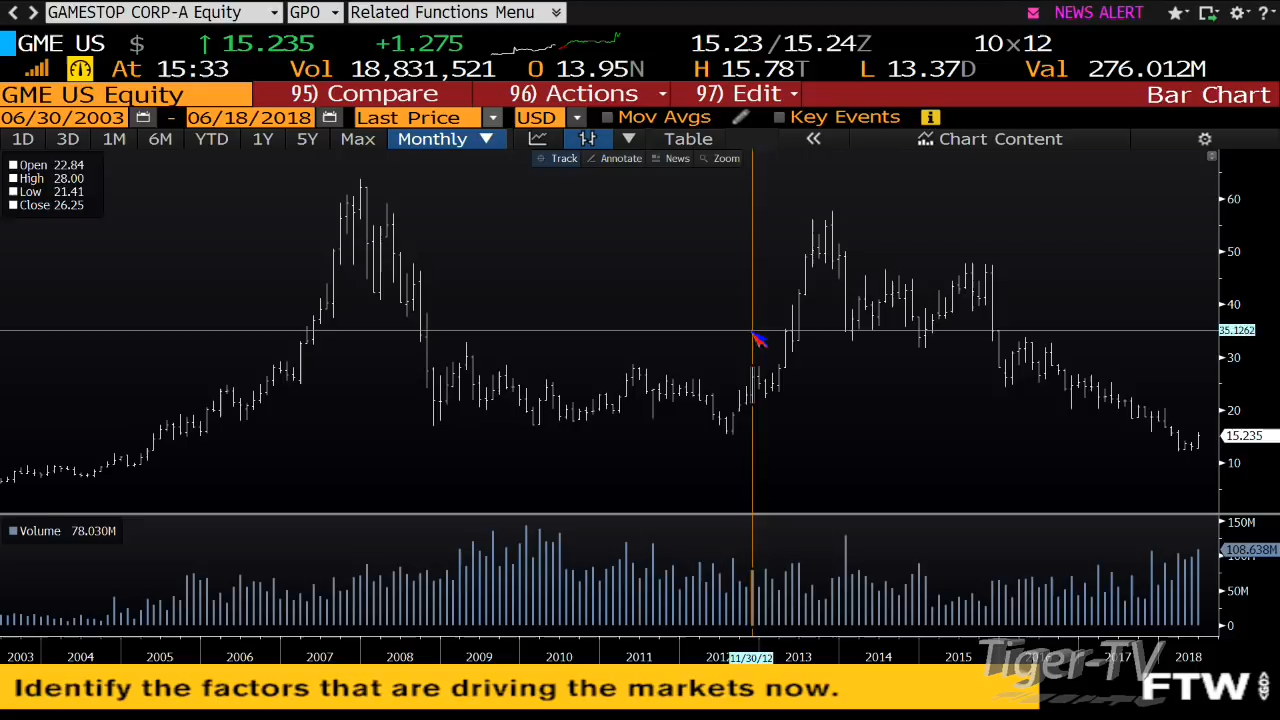 GAMESTOP CORP-A Equity GPO Related Functions Menu NEWS ALERT
GME US $ ↑ 15.235 +1.275 15.23/15.24Z 10×12
At 15:33 Vol 18,831,521 O 13.95N H 15.78T L 13.37D Val 276.012M
GME US Equity 95) Compare 96) Actions 97) Edit Bar Chart
06/30/2003 - 06/18/2018 Last Price USD Mov Avgs Key Events
1D 3D 1M 6M YTD 1Y 5Y Max Monthly ▼ Table « Chart Content
Track Annotate News Zoom
Open 22.84
High 28.00
Low 21.41
Close 26.25
60
50
40
35.1262
30
20
15.235
10
Volume 78.030M
150M
108.638M
50M
0
2003 2004 2005 2006 2007 2008 2009 2010 2011 2012 11/30/12 2013 2014 2015 2016 2017 2018
Tiger-TV
Identify the factors that are driving the markets now.
FTW